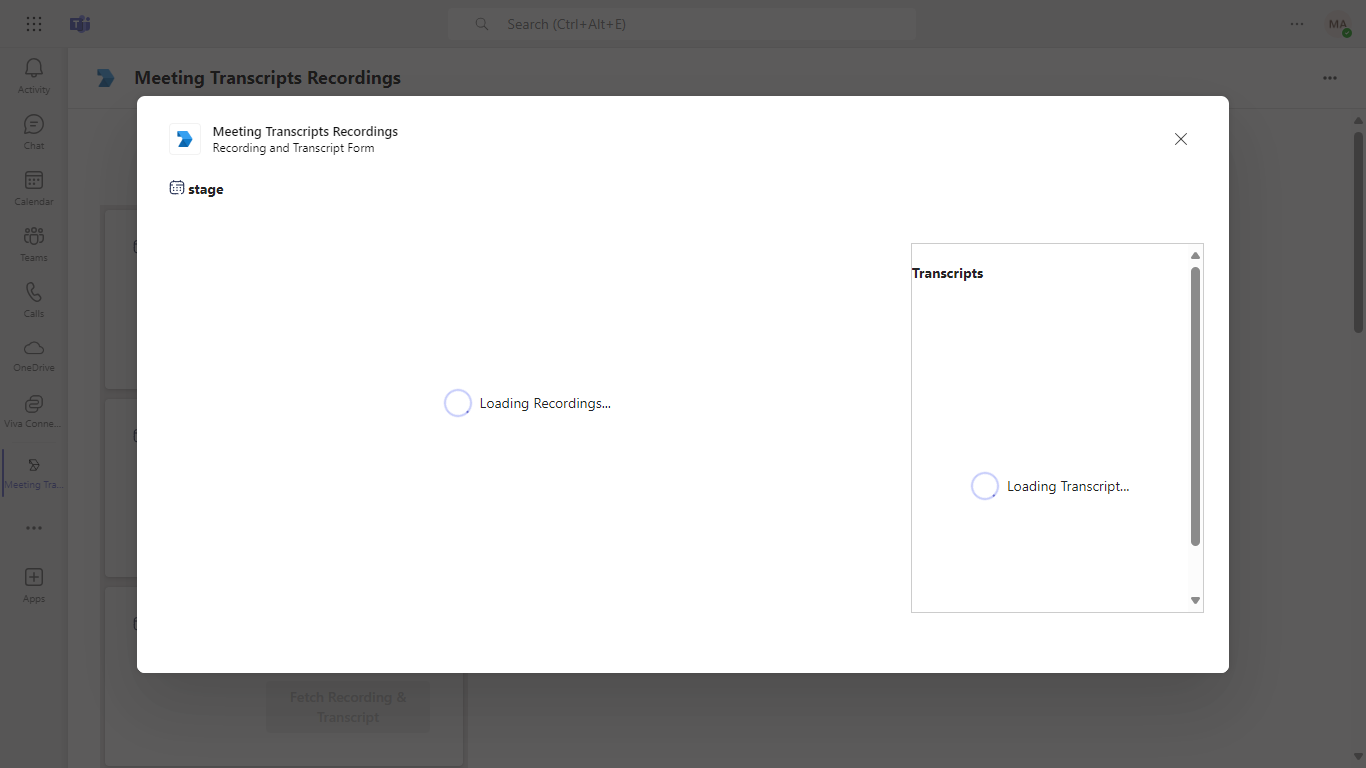 Search (Ctrl+Alt+E)
MA
Activity
Chat
Calendar
Teams
Calls
OneDrive
Viva Conne...
Meeting Tra...
Apps
Meeting Transcripts Recordings
Meeting Transcripts Recordings
Recording and Transcript Form
stage
Loading Recordings...
Transcripts
Loading Transcript...
Fetch Recording &
Transcript